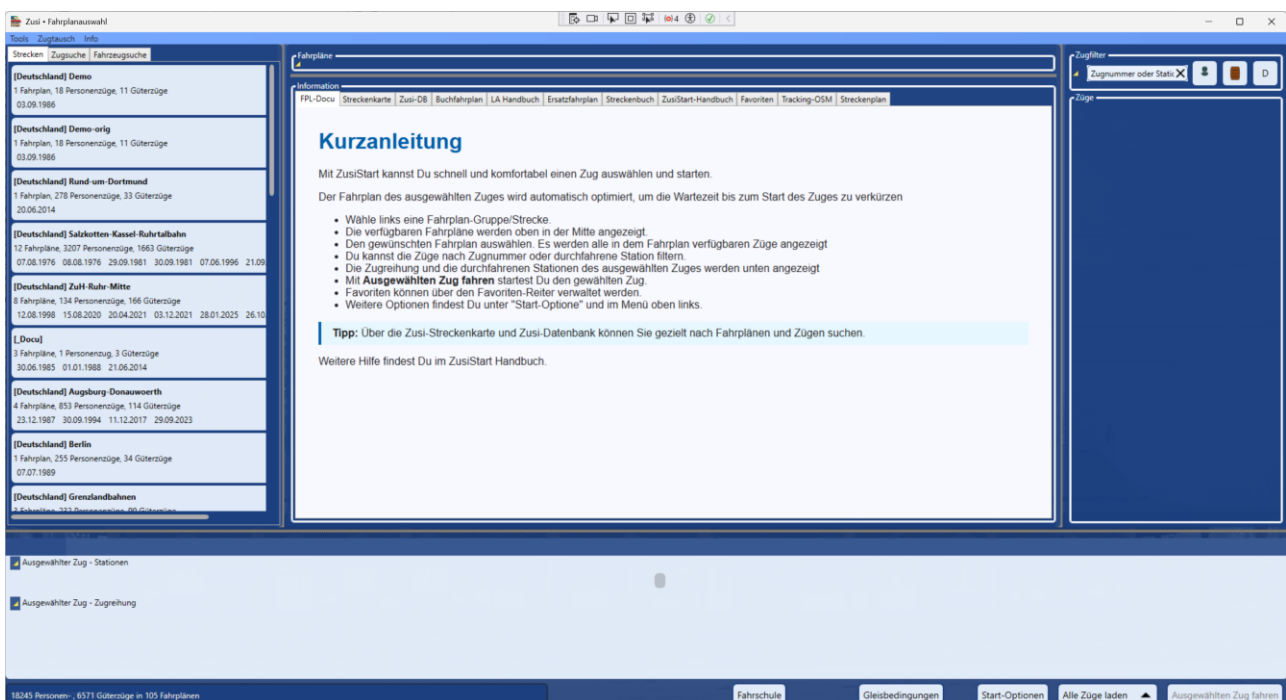 Zusi • Fahrplanauswahl
4
Tools Zugtausch Info
Strecken Zugsuche Fahrzeugsuche
[Deutschland] Demo
1 Fahrplan, 18 Personenzüge, 11 Güterzüge
03.09.1986
[Deutschland] Demo-orig
1 Fahrplan, 18 Personenzüge, 11 Güterzüge
03.09.1986
[Deutschland] Rund-um-Dortmund
1 Fahrplan, 278 Personenzüge, 33 Güterzüge
20.06.2014
[Deutschland] Salzkotten-Kassel-Ruhrtalbahn
12 Fahrpläne, 3207 Personenzüge, 1663 Güterzüge
07.08.1976 08.08.1976 29.09.1981 30.09.1981 07.06.1996 21.09.
[Deutschland] ZuH-Ruhr-Mitte
8 Fahrpläne, 134 Personenzüge, 166 Güterzüge
12.08.1998 15.08.2020 20.04.2021 03.12.2021 28.01.2025 26.10.
[_Docu]
3 Fahrpläne, 1 Personenzug, 3 Güterzüge
30.06.1985 01.01.1988 21.06.2014
[Deutschland] Augsburg-Donauwoerth
4 Fahrpläne, 853 Personenzüge, 114 Güterzüge
23.12.1987 30.09.1994 11.12.2017 29.09.2023
[Deutschland] Berlin
1 Fahrplan, 255 Personenzüge, 34 Güterzüge
07.07.1989
[Deutschland] Grenzlandbahnen
Fahrpläne
Information
FPL-Docu Streckenkarte Zusi-DB Buchfahrplan LA Handbuch Ersatzfahrplan Streckenbuch ZusiStart-Handbuch Favoriten Tracking-OSM Streckenplan
Kurzanleitung
Mit ZusiStart kannst Du schnell und komfortabel einen Zug auswählen und starten.
Der Fahrplan des ausgewählten Zuges wird automatisch optimiert, um die Wartezeit bis zum Start des Zuges zu verkürzen
• Wähle links eine Fahrplan-Gruppe/Strecke.
• Die verfügbaren Fahrpläne werden oben in der Mitte angezeigt.
• Den gewünschten Fahrplan auswählen. Es werden alle in dem Fahrplan verfügbaren Züge angezeigt
• Du kannst die Züge nach Zugnummer oder durchfahrene Station filtern.
• Die Zugreihung und die durchfahrenen Stationen des ausgewählten Zuges werden unten angezeigt
• Mit Ausgewählten Zug fahren startest Du den gewählten Zug.
• Favoriten können über den Favoriten-Reiter verwaltet werden.
• Weitere Optionen findest Du unter "Start-Optione" und im Menü oben links.
Tipp: Über die Zusi-Streckenkarte und Zusi-Datenbank können Sie gezielt nach Fahrplänen und Zügen suchen.
Weitere Hilfe findest Du im ZusiStart Handbuch.
Zugfilter
Zugnummer oder Static D
Züge
Ausgewählter Zug - Stationen
Ausgewählter Zug - Zugreihung
18245 Personen- , 6571 Güterzüge in 105 Fahrplänen
Fahrschule Gleisbedingungen Start-Optionen Alle Züge laden Ausgewählten Zug fahren